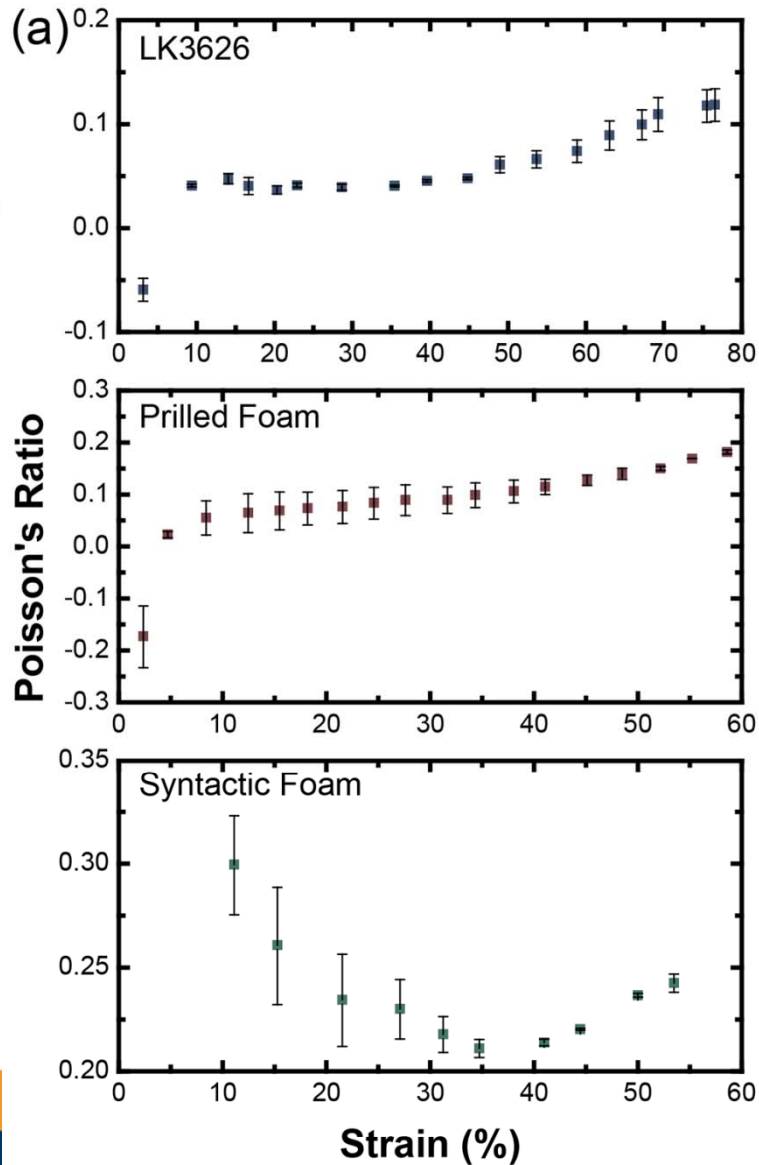 (a)
LK3626
0.2
0.1
0.0
-0.1
0 10 20 30 40 50 60 70 80
Prilled Foam
0.3
0.2
0.1
0.0
-0.1
-0.2
-0.3
0 10 20 30 40 50 60
Syntactic Foam
0.35
0.30
0.25
0.20
0 10 20 30 40 50 60
Poisson's Ratio
Strain (%)